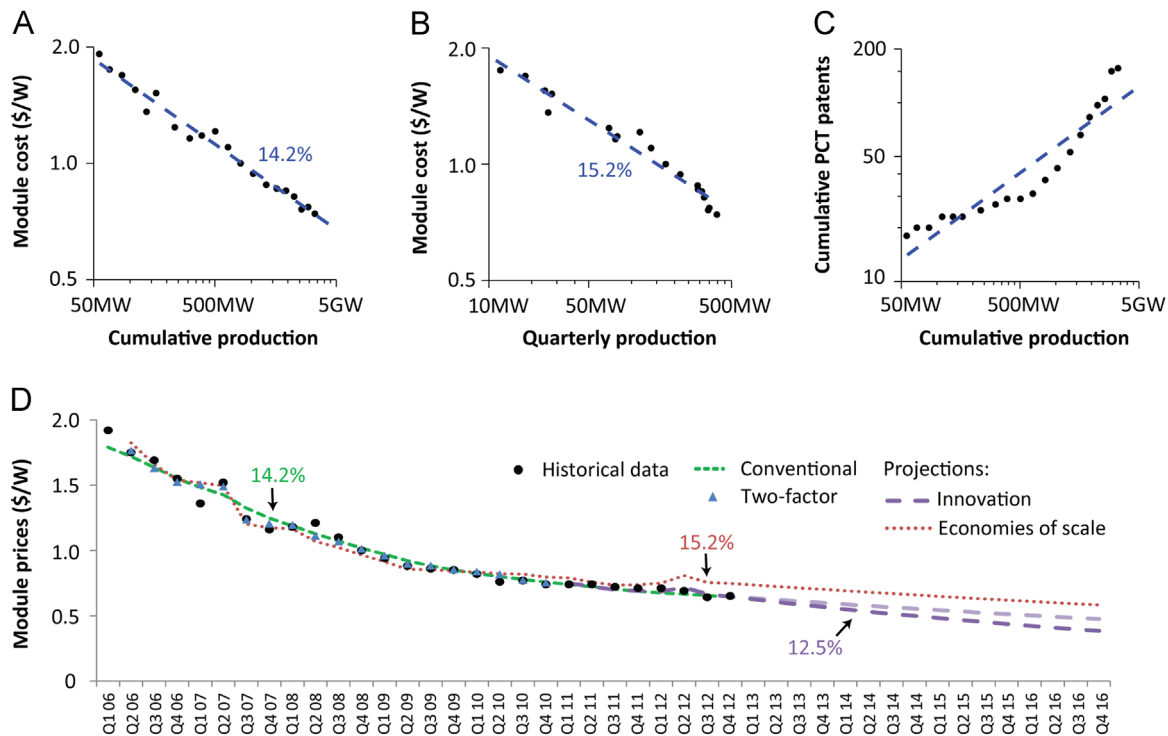 A
2.0
1.0
0.5
Module cost ($/W)
14.2%
50MW 500MW 5GW
Cumulative production
B
2.0
1.0
0.5
Module cost ($/W)
15.2%
10MW 50MW 500MW
Quarterly production
C
200
50
10
Cumulative PCT patents
50MW 500MW 5GW
Cumulative production
D
2.0
1.5
1.0
0.5
0
Module prices ($/W)
14.2%
Historical data
Conventional
Two-factor
Projections:
Innovation
Economies of scale
15.2%
12.5%
Q1 06
Q2 06
Q3 06
Q4 06
Q1 07
Q2 07
Q3 07
Q4 07
Q1 08
Q2 08
Q3 08
Q4 08
Q1 09
Q2 09
Q3 09
Q4 09
Q1 10
Q2 10
Q3 10
Q4 10
Q1 11
Q2 11
Q3 11
Q4 11
Q1 12
Q2 12
Q3 12
Q4 12
Q1 13
Q2 13
Q3 13
Q4 13
Q1 14
Q2 14
Q3 14
Q4 14
Q1 15
Q2 15
Q3 15
Q4 15
Q1 16
Q2 16
Q3 16
Q4 16